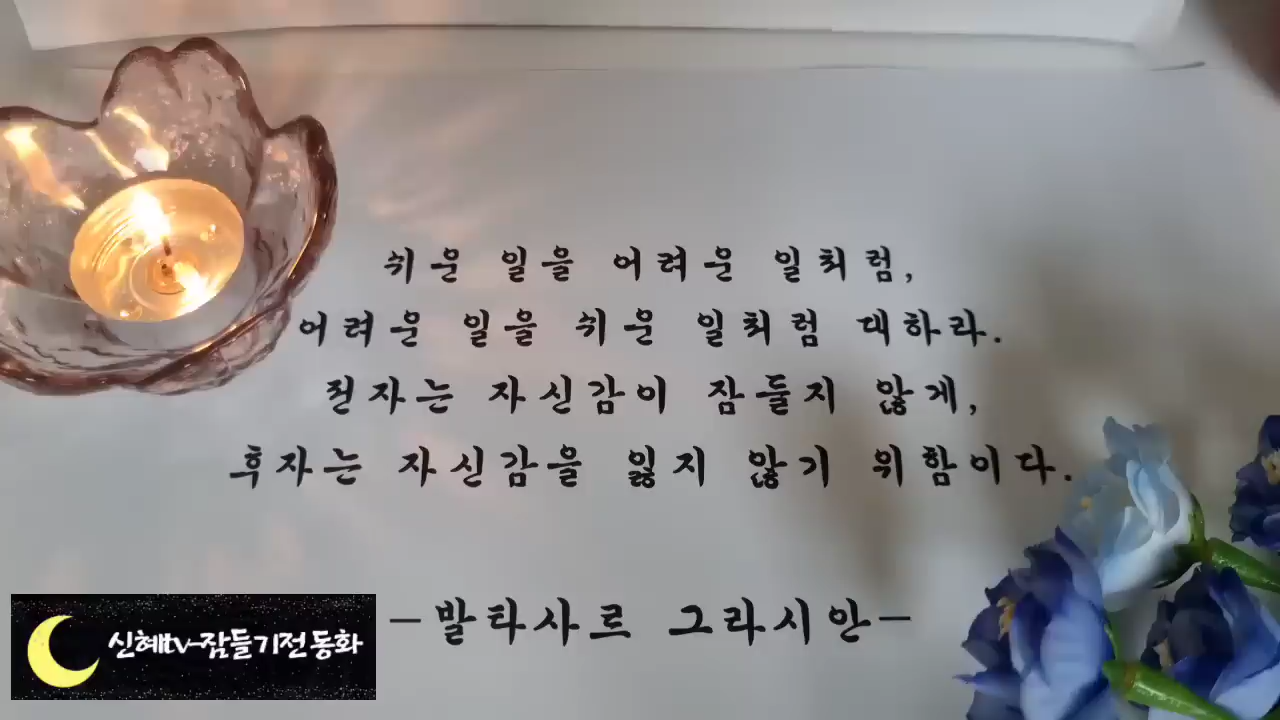 쉬운 일을 어려운 일처럼,
어려운 일을 쉬운 일처럼 대하라.
전자는 자신감이 잠들지 않게,
후자는 자신감을 잃지 않기 위함이다.
-발타사르 그라시안-
신혜tv-잠들기전 동화